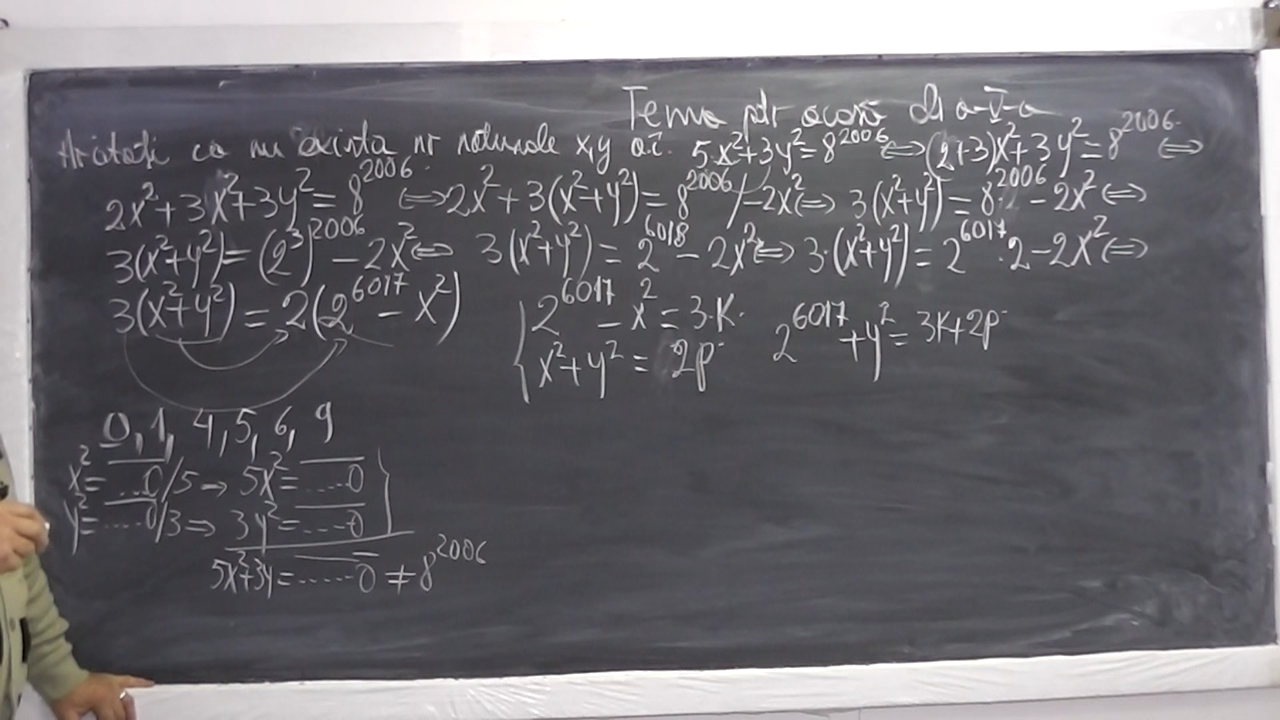 Temă ptr acasă cls a-V-a
Arătați că nu există nr naturale x,y a.î. 5x²+3y²=8²⁰⁰⁶ ⇔ (2+3)x²+3y²=8²⁰⁰⁶ ⇔
2x²+3x²+3y²=8²⁰⁰⁶ ⇔ 2x²+3(x²+y²)=8²⁰⁰⁶ /-2x² ⇔ 3(x²+y²)=8²⁰⁰⁶-2x² ⇔
3(x²+y²)=(2³)²⁰⁰⁶-2x² ⇔ 3(x²+y²)=2⁶⁰¹⁸-2x² ⇔ 3·(x²+y²)=2⁶⁰¹⁷·2-2x² ⇔
3(x²+y²)=2(2⁶⁰¹⁷-x²)
{ 2⁶⁰¹⁷-x²=3·K
x²+y²=2p
2⁶⁰¹⁷+y²=3K+2p
0,1,4,5,6,9
x²=...0 /5 → 5x²=.....0
y²=....0 /3 ⇒ 3y²=.....0
5x²+3y=......0 ≠ 8²⁰⁰⁶